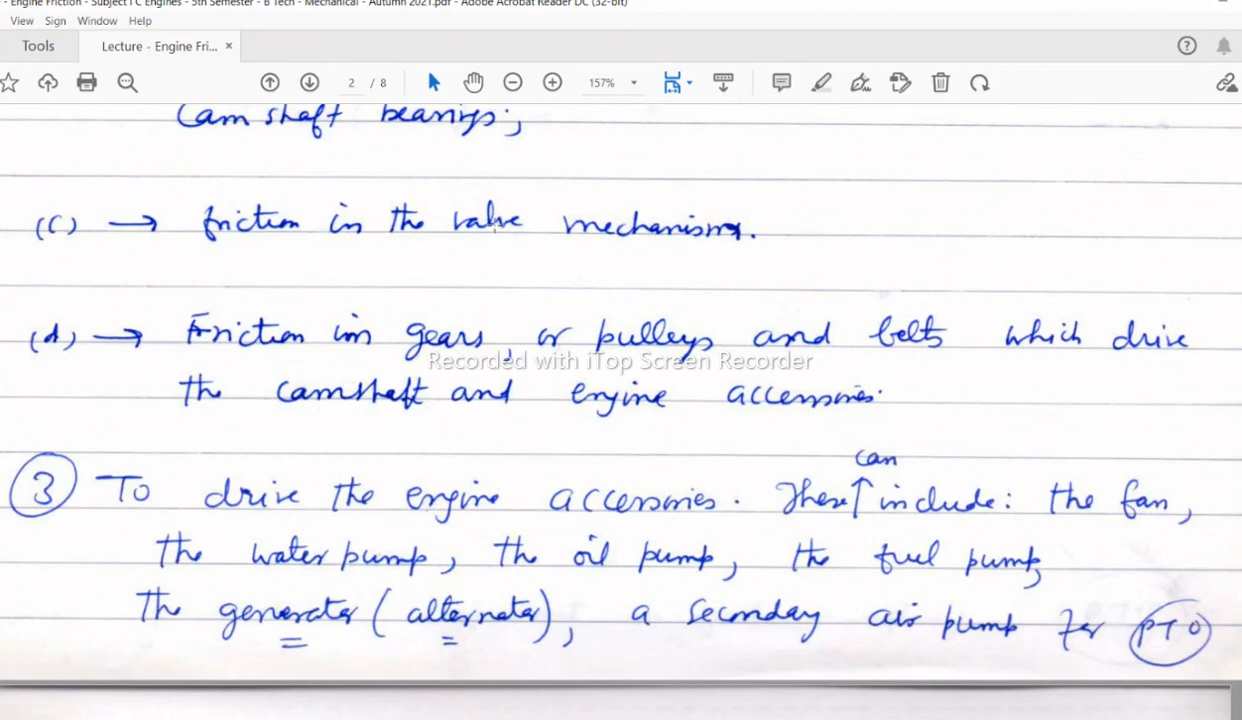 - Engine Friction - Subject I C Engines - 5th Semester - B Tech - Mechanical - Autumn 2021.pdf - Adobe Acrobat Reader DC (32-bit)
View Sign Window Help
Tools Lecture - Engine Fri... ×
2 / 8 157%
Camshaft bearings;
(c) → friction in the valve mechanism.
(d) → Friction in gears, or pulleys and belts which drive
Recorded with iTop Screen Recorder
the camshaft and engine accessories.
can
③ To drive the engine accessories. These ↑ include: the fan,
the water pump, the oil pump, the fuel pump,
the generator (alternator), a seconday air pump for PTO